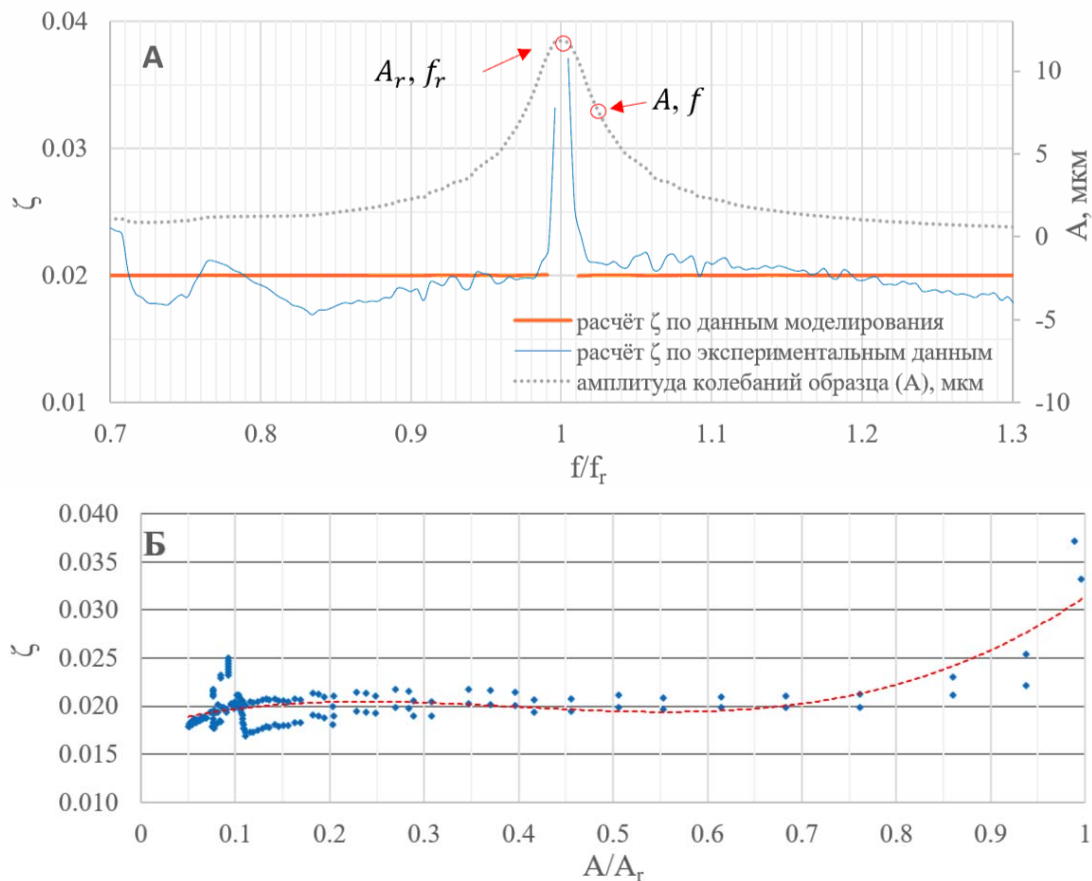 0.04
А
A_r, f_r
10
A, f
0.03
5
ζ
А, мкм
0
0.02
расчёт ζ по данным моделирования
-5
расчёт ζ по экспериментальным данным
амплитуда колебаний образца (А), мкм
0.01
-10
0.7 0.8 0.9 1 1.1 1.2 1.3
f/f_r
0.040
Б
0.035
0.030
ζ
0.025
0.020
0.015
0.010
0 0.1 0.2 0.3 0.4 0.5 0.6 0.7 0.8 0.9 1
A/A_r